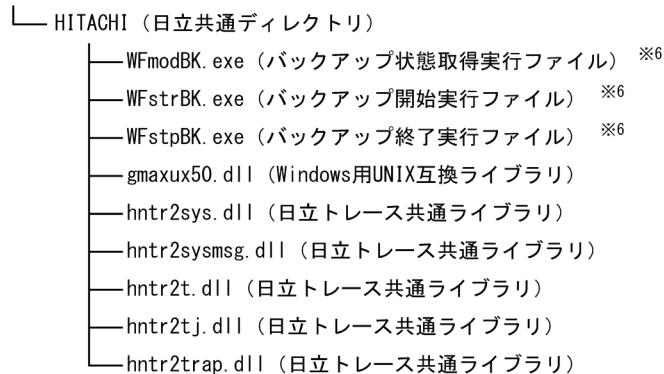 HITACHI（日立共通ディレクトリ）
WFmodBK.exe（バックアップ状態取得実行ファイル） ※6
WFstrBK.exe（バックアップ開始実行ファイル） ※6
WFstpBK.exe（バックアップ終了実行ファイル） ※6
gmaxux50.dll（Windows用UNIX互換ライブラリ）
hntr2sys.dll（日立トレース共通ライブラリ）
hntr2sysmsg.dll（日立トレース共通ライブラリ）
hntr2t.dll（日立トレース共通ライブラリ）
hntr2tj.dll（日立トレース共通ライブラリ）
hntr2trap.dll（日立トレース共通ライブラリ）